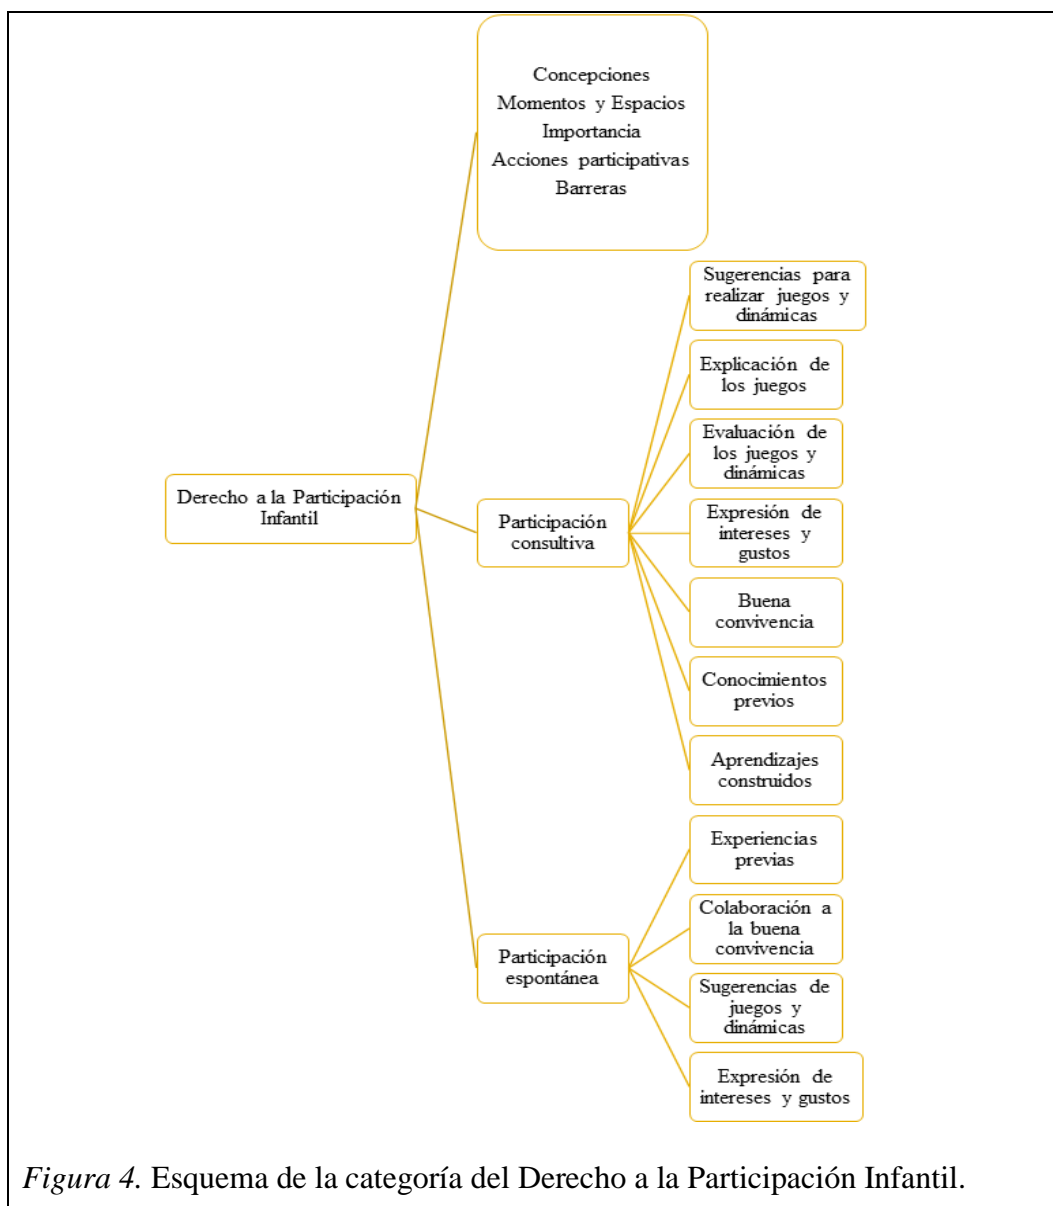 Concepciones
Momentos y Espacios
Importancia
Acciones participativas
Barreras
Derecho a la Participación
Infantil
Participación
consultiva
Sugerencias para
realizar juegos y
dinámicas
Explicación de
los juegos
Evaluación de
los juegos y
dinámicas
Expresión de
intereses y
gustos
Buena
convivencia
Conocimientos
previos
Aprendizajes
construidos
Participación
espontánea
Experiencias
previas
Colaboración a
la buena
convivencia
Sugerencias de
juegos y
dinámicas
Expresión de
intereses y gustos
Figura 4. Esquema de la categoría del Derecho a la Participación Infantil.